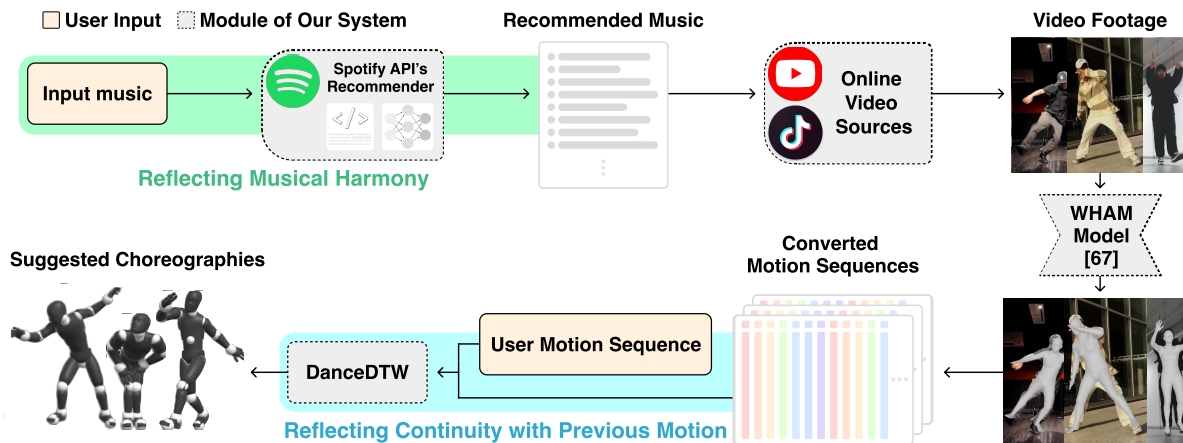 User Input
Module of Our System
Recommended Music
Video Footage
Input music
Spotify API's
Recommender
</>
Online
Video
Sources
Reflecting Musical Harmony
WHAM
Model
[67]
Suggested Choreographies
Converted
Motion Sequences
User Motion Sequence
DanceDTW
Reflecting Continuity with Previous Motion